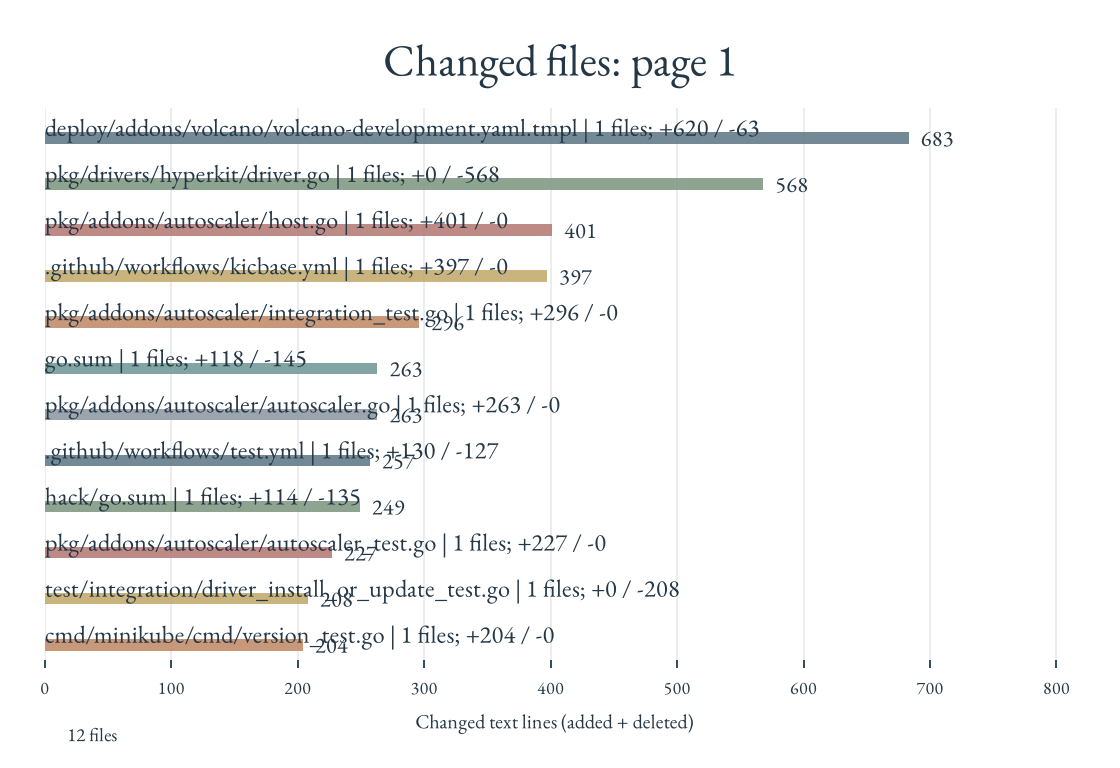 Changed files: page 1
deploy/addons/volcano/volcano-development.yaml.tmpl | 1 files; +620 / -63
683
pkg/drivers/hyperkit/driver.go | 1 files; +0 / -568
568
pkg/addons/autoscaler/host.go | 1 files; +401 / -0
401
.github/workflows/kicbase.yml | 1 files; +397 / -0
397
pkg/addons/autoscaler/integration_test.go | 1 files; +296 / -0
296
go.sum | 1 files; +118 / -145
263
pkg/addons/autoscaler/autoscaler.go | 1 files; +263 / -0
263
.github/workflows/test.yml | 1 files; +130 / -127
257
hack/go.sum | 1 files; +114 / -135
249
pkg/addons/autoscaler/autoscaler_test.go | 1 files; +227 / -0
227
test/integration/driver_install_or_update_test.go | 1 files; +0 / -208
208
cmd/minikube/cmd/version_test.go | 1 files; +204 / -0
204
0 100 200 300 400 500 600 700 800
Changed text lines (added + deleted)
12 files